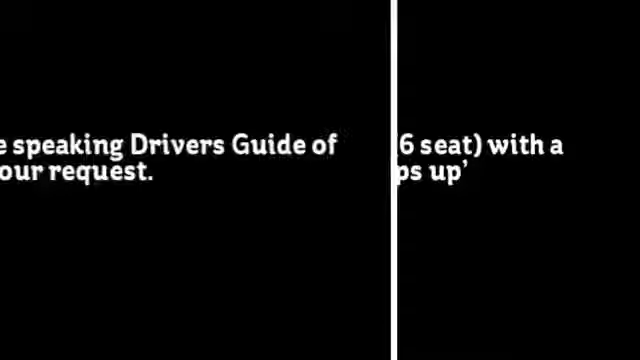 speaking Drivers Guide of
our request.
6 seat) with a
ps up’